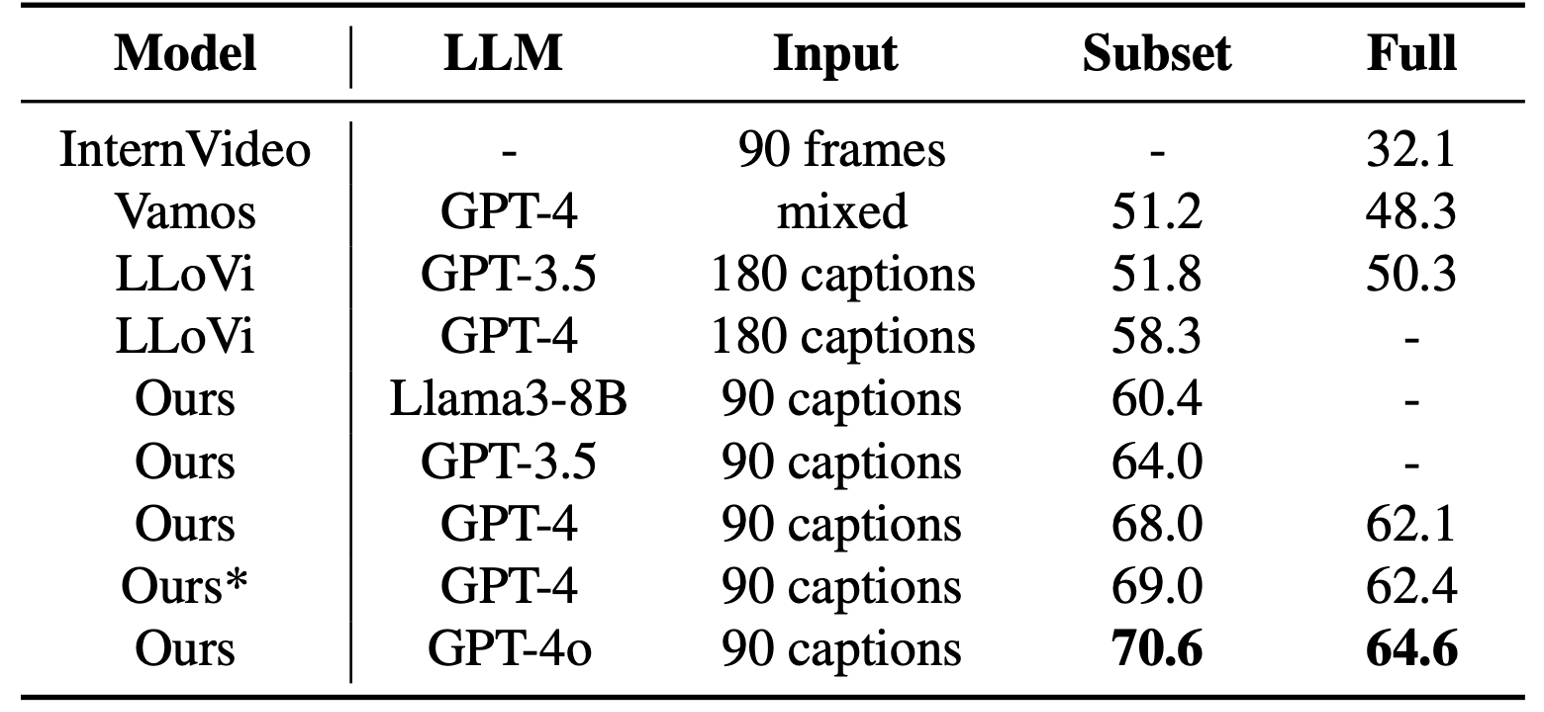 Model LLM Input Subset Full
InternVideo - 90 frames - 32.1
Vamos GPT-4 mixed 51.2 48.3
LLoVi GPT-3.5 180 captions 51.8 50.3
LLoVi GPT-4 180 captions 58.3 -
Ours Llama3-8B 90 captions 60.4 -
Ours GPT-3.5 90 captions 64.0 -
Ours GPT-4 90 captions 68.0 62.1
Ours* GPT-4 90 captions 69.0 62.4
Ours GPT-4o 90 captions 70.6 64.6